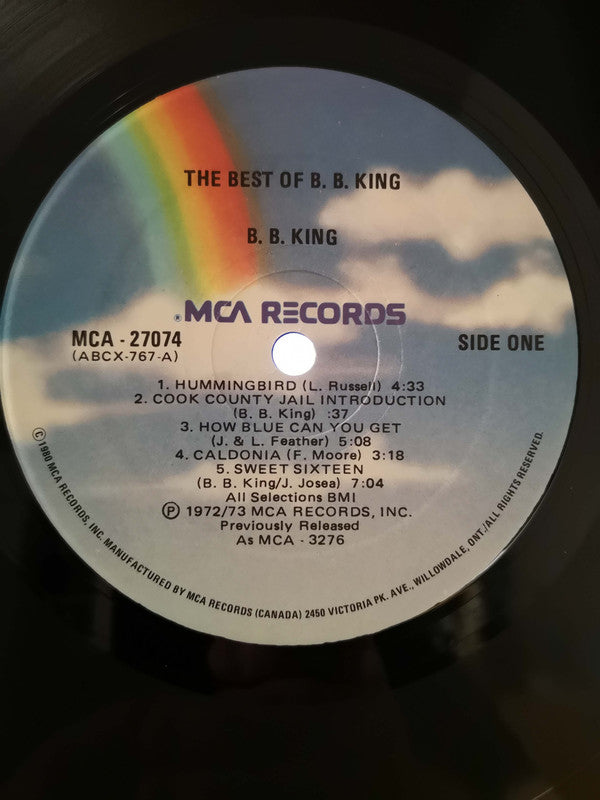 THE BEST OF B. B. KING
B. B. KING
®MCA RECORDS
MCA - 27074
(ABCX-767-A)
SIDE ONE
1. HUMMINGBIRD (L. Russell) 4:33
2. COOK COUNTY JAIL INTRODUCTION
(B. B. King) :37
3. HOW BLUE CAN YOU GET
(J. & L. Feather) 5:08
4. CALDONIA (F. Moore) 3:18
5. SWEET SIXTEEN
(B. B. King/J. Josea) 7:04
All Selections BMI
Ⓟ 1972/73 MCA RECORDS, INC.
Previously Released
As MCA - 3276
© 1980 MCA RECORDS, INC. MANUFACTURED BY MCA RECORDS (CANADA) 2450 VICTORIA PK. AVE., WILLOWDALE, ONT./ALL RIGHTS RESERVED.